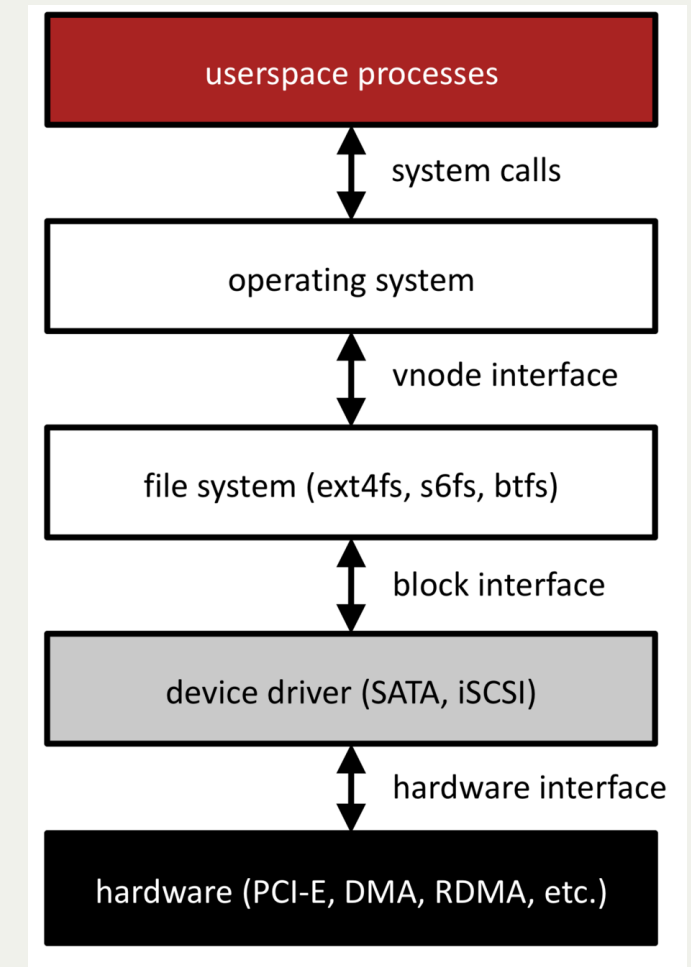 userspace processes
system calls
operating system
vnode interface
file system (ext4fs, s6fs, btfs)
block interface
device driver (SATA, iSCSI)
hardware interface
hardware (PCI-E, DMA, RDMA, etc.)